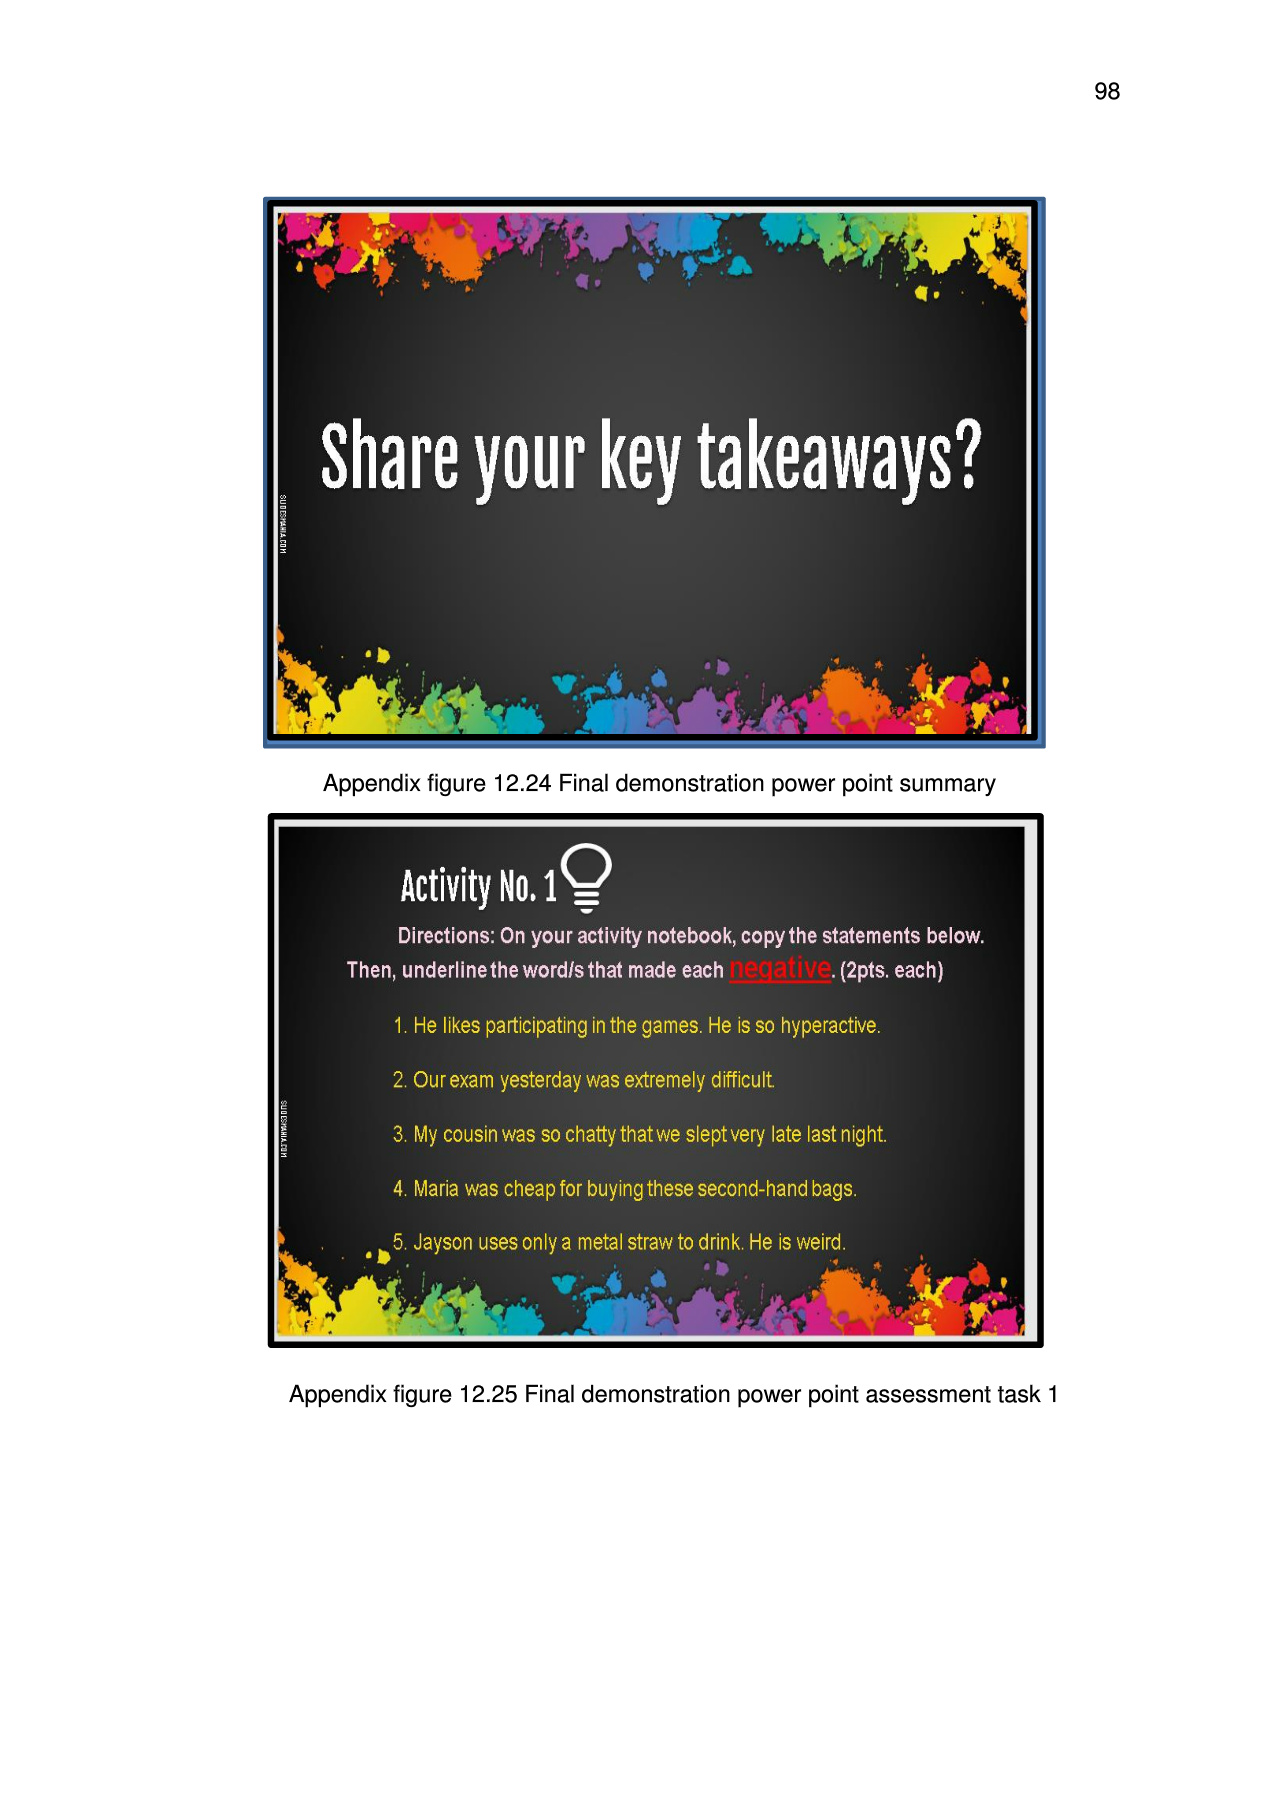 98
Share your key takeaways?
SLIDESMANIA.COM
Appendix figure 12.24 Final demonstration power point summary
Activity No. 1
Directions: On your activity notebook, copy the statements below.
Then, underline the word/s that made each negative. (2pts. each)
1. He likes participating in the games. He is so hyperactive.
2. Our exam yesterday was extremely difficult.
3. My cousin was so chatty that we slept very late last night.
4. Maria was cheap for buying these second-hand bags.
5. Jayson uses only a metal straw to drink. He is weird.
SLIDESMANIA.COM
Appendix figure 12.25 Final demonstration power point assessment task 1